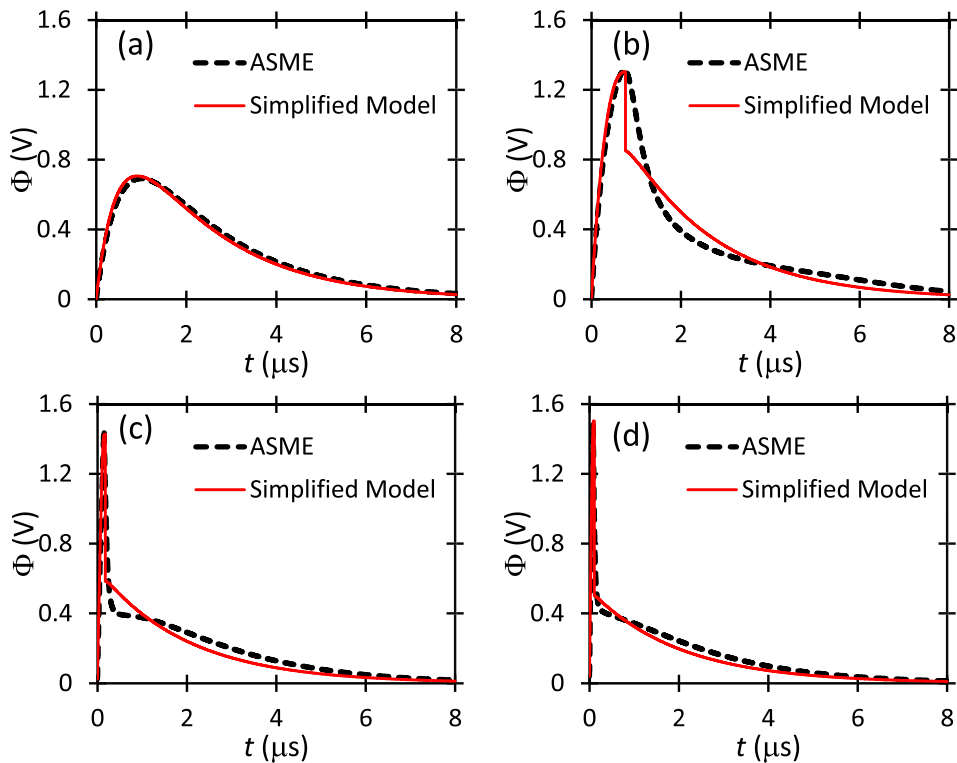 (a)
ASME
Simplified Model
Φ (V)
1.6
1.2
0.8
0.4
0
0 2 4 6 8
t (μs)
(b)
ASME
Simplified Model
Φ (V)
1.6
1.2
0.8
0.4
0
0 2 4 6 8
t (μs)
(c)
ASME
Simplified Model
Φ (V)
1.6
1.2
0.8
0.4
0
0 2 4 6 8
t (μs)
(d)
ASME
Simplified Model
Φ (V)
1.6
1.2
0.8
0.4
0
0 2 4 6 8
t (μs)